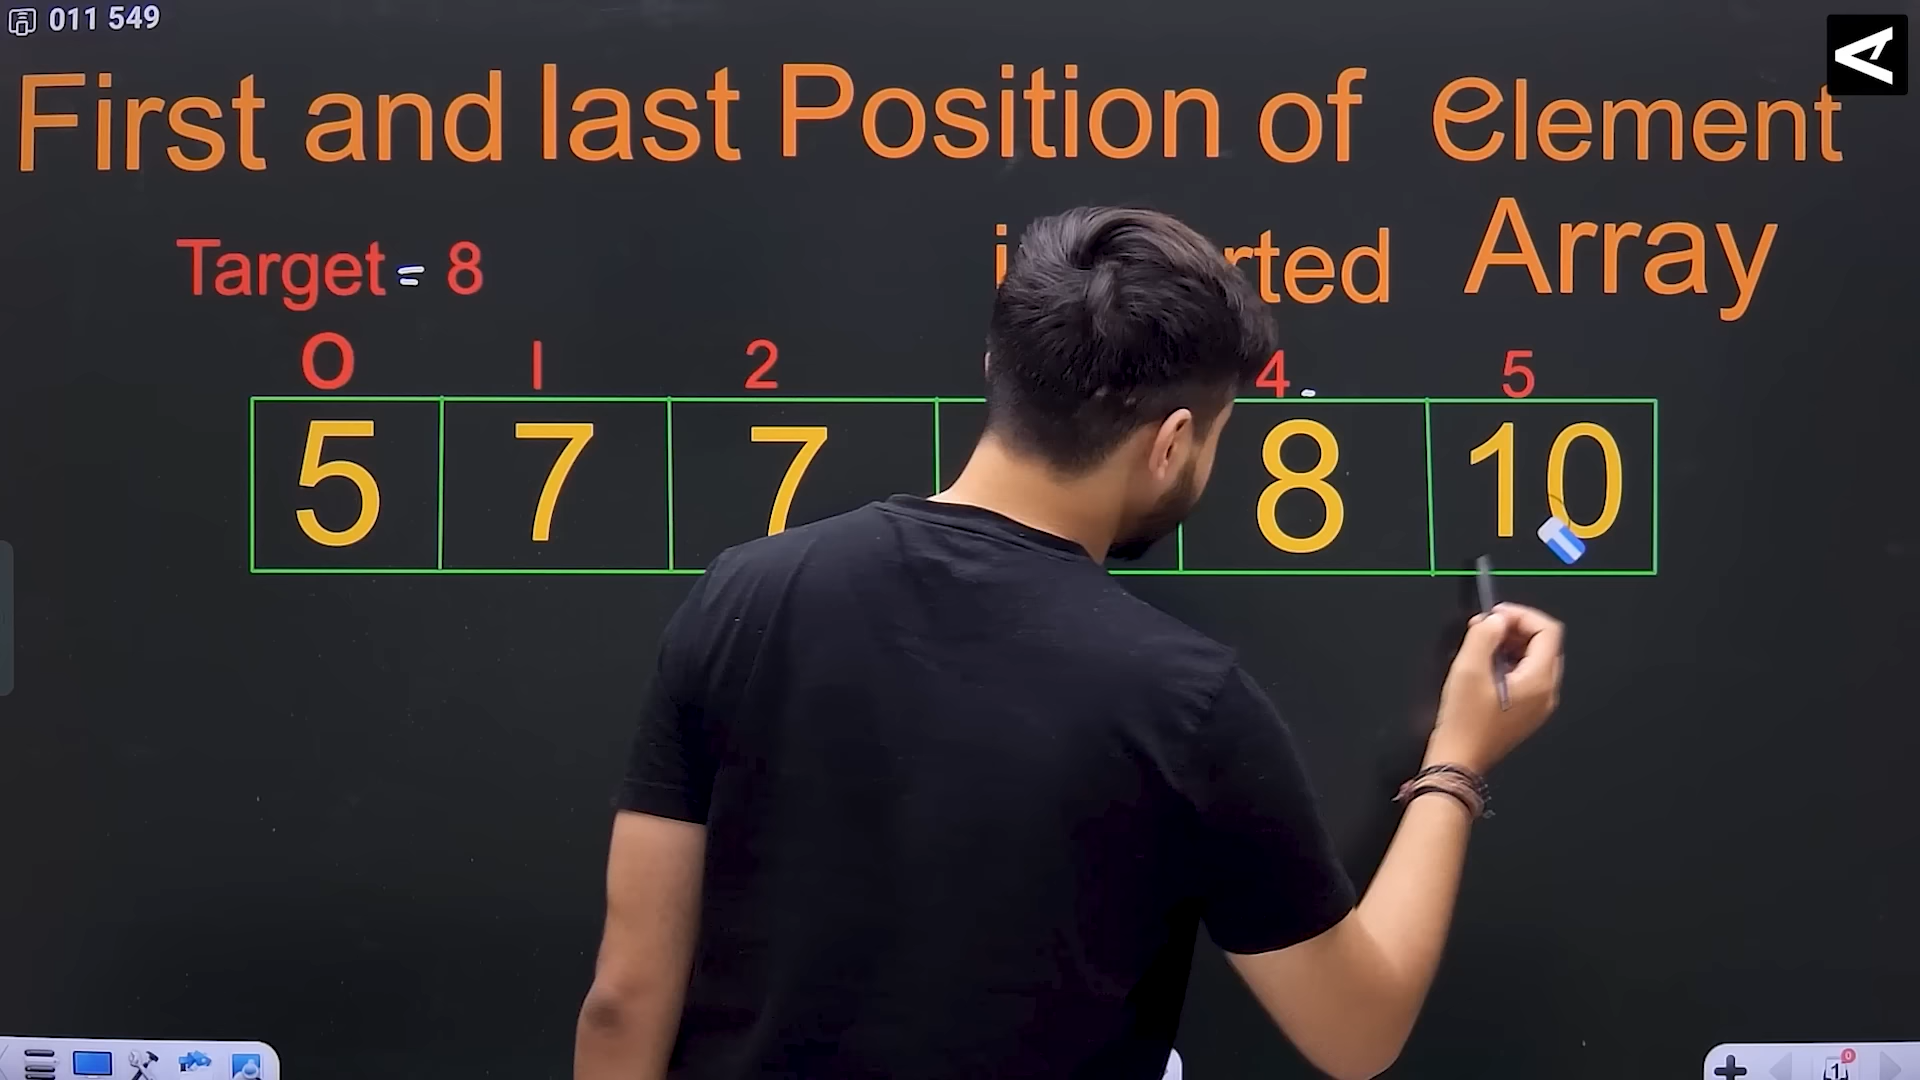 011 549
First and last Position of element
Array
Target = 8
0 1 2 4 5
5 7 7 8 10